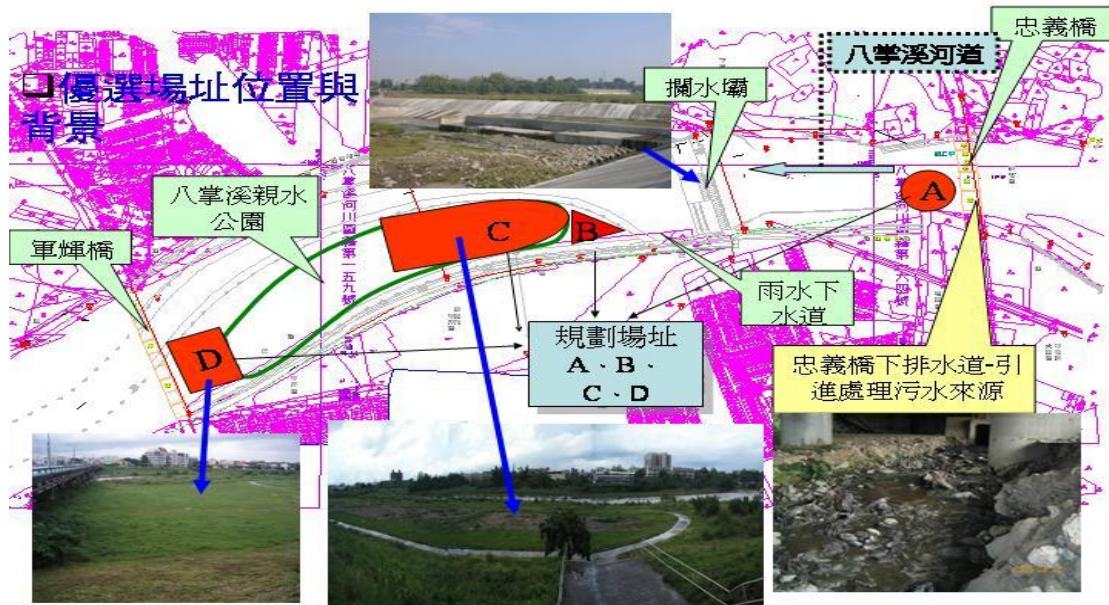 優選場址位置與
背景
忠義橋
八掌溪河道
攔水壩
A
八掌溪親水
公園
軍輝橋
C
B
雨水下
水道
D
規劃場址
A、B、
C、D
忠義橋下排水道-引
進處理污水來源